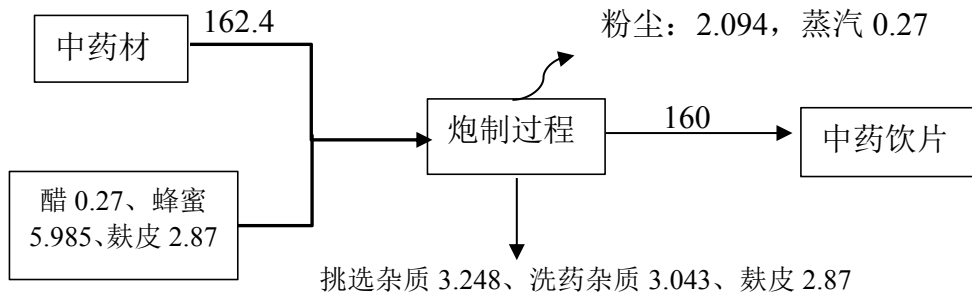 粉尘：2.094，蒸汽 0.27
162.4
中药材
炮制过程
160
中药饮片
醋 0.27、蜂蜜
5.985、麸皮 2.87
挑选杂质 3.248、洗药杂质 3.043、麸皮 2.87